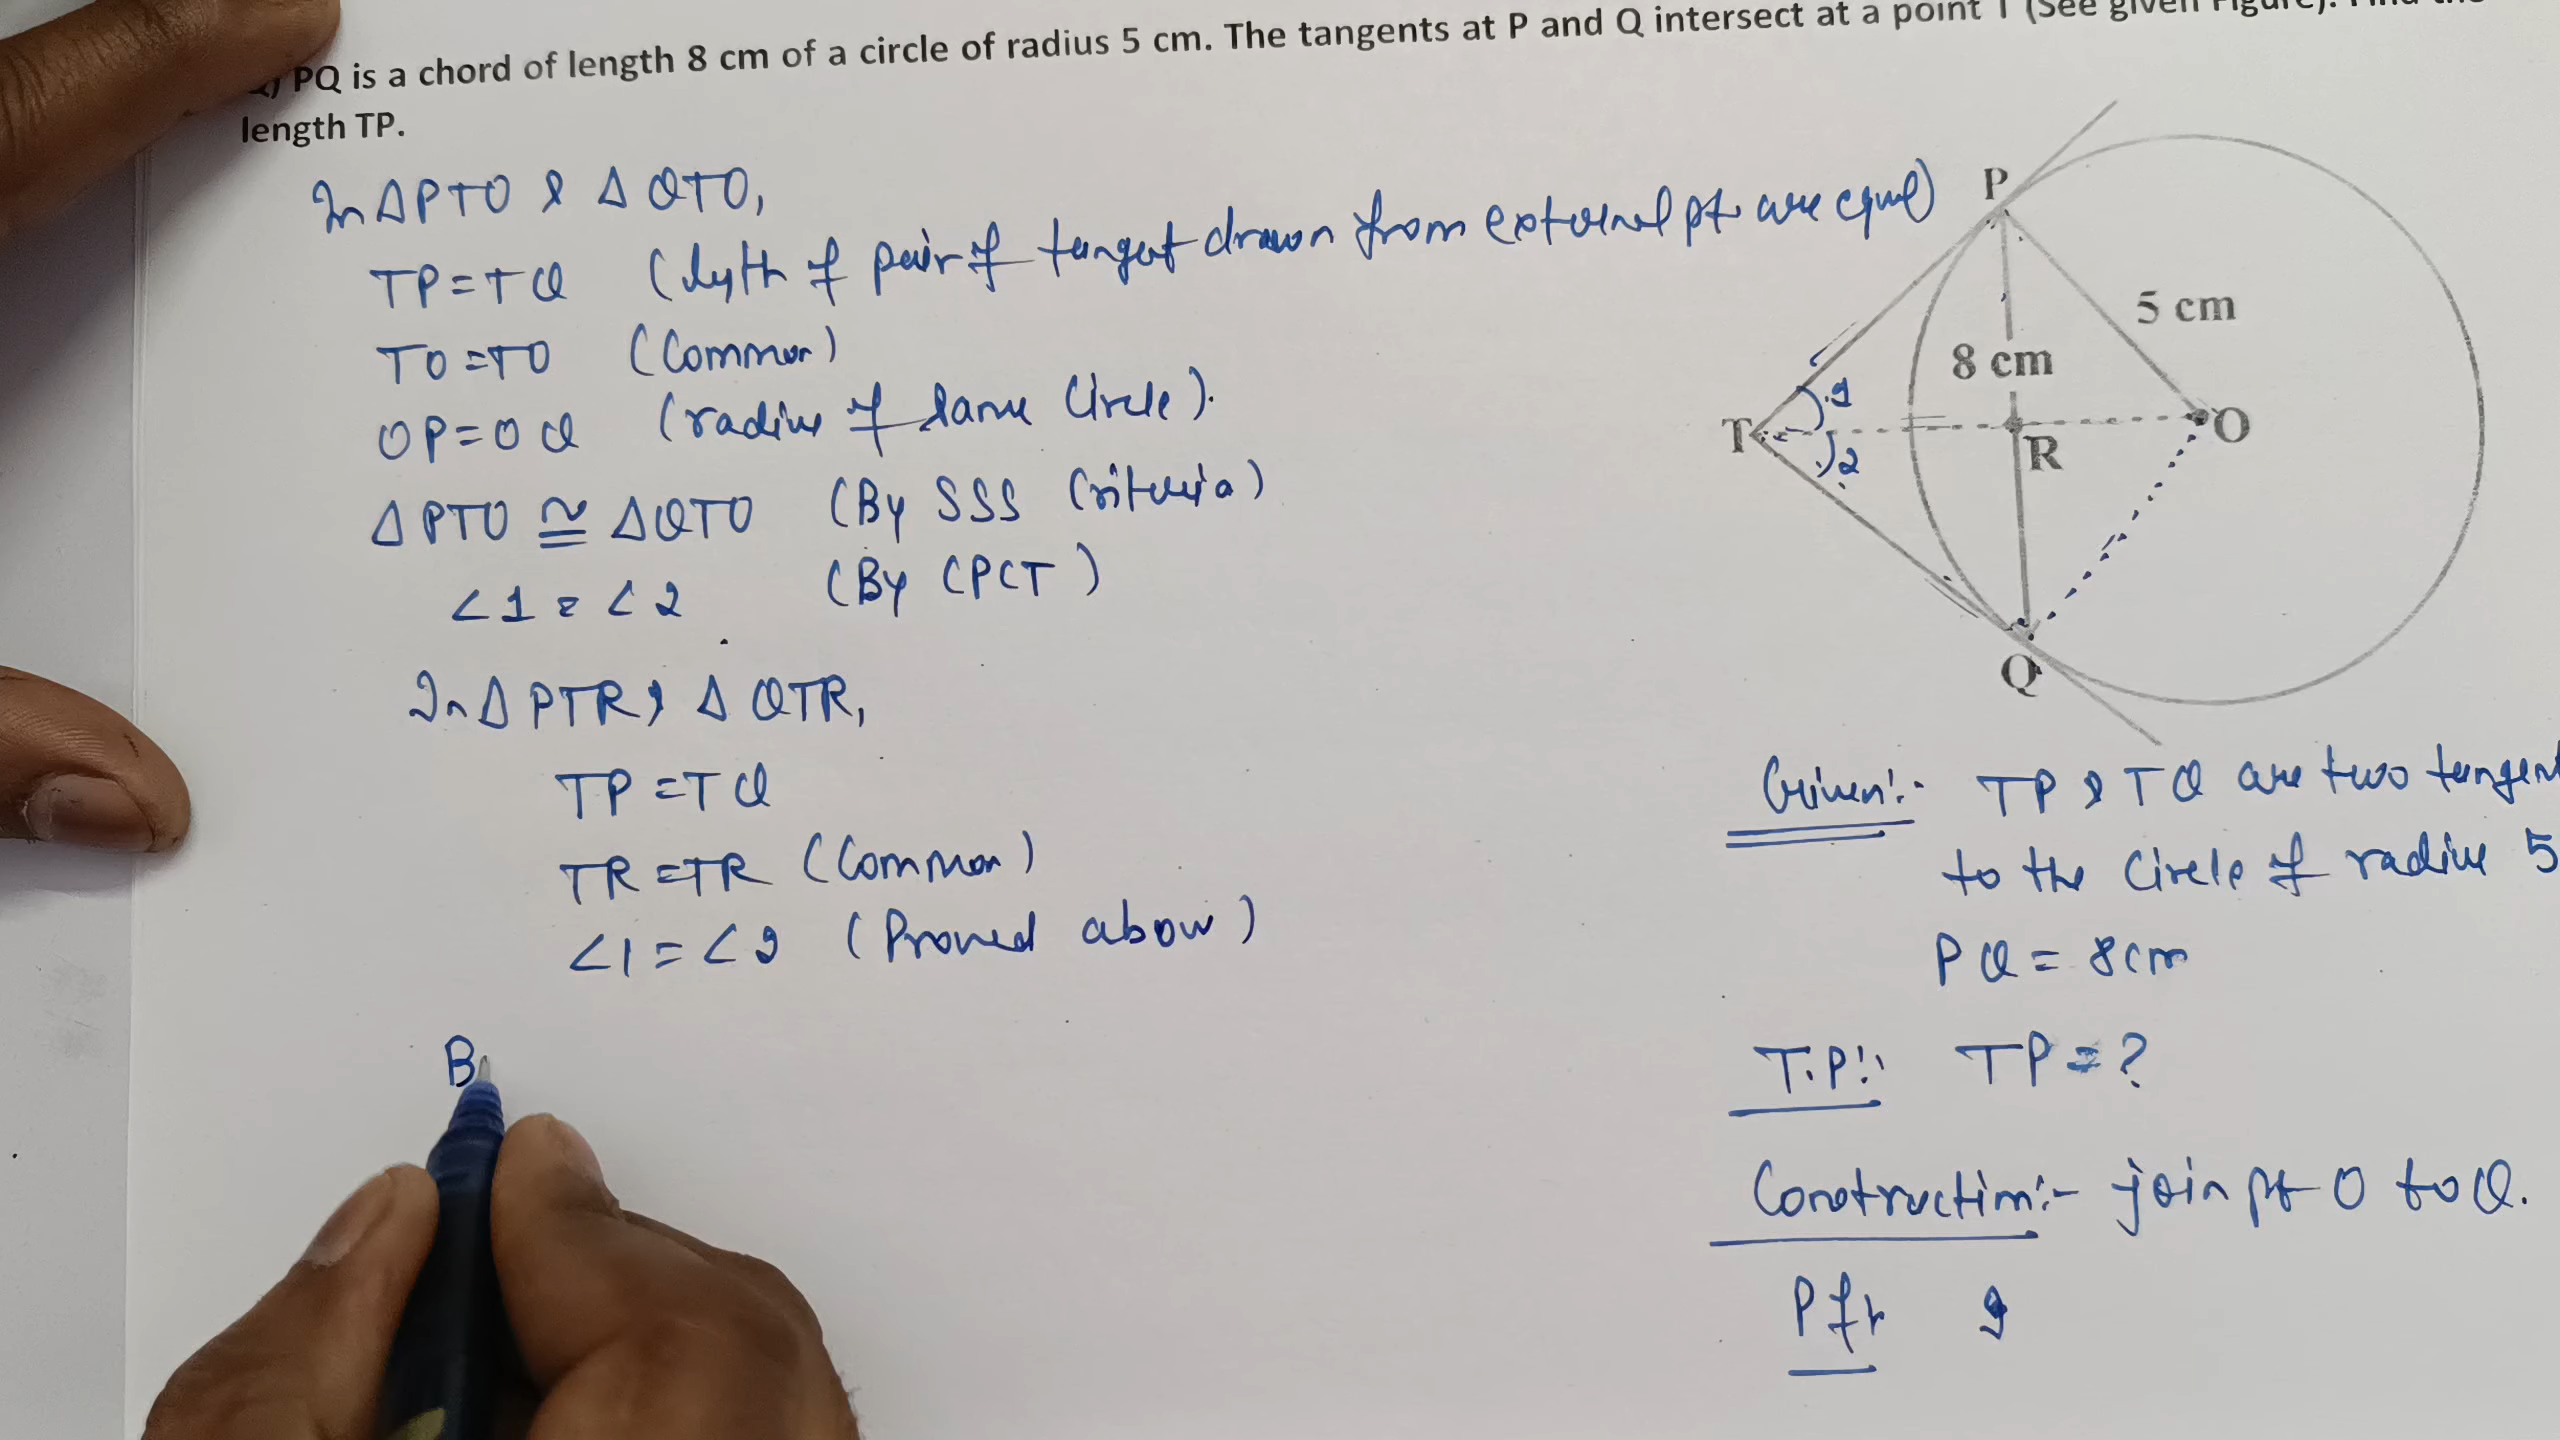 PQ is a chord of length 8 cm of a circle of radius 5 cm. The tangents at P and Q intersect at a point T (See given Figure). Find the
length TP.
In ΔPTO & ΔQTO,
TP=TQ (length of pair of tangent drawn from external pt are equal)
TO=TO (Common)
OP=OQ (radius of same Circle).
ΔPTO ≅ ΔQTO (By SSS Criteria)
∠1 = ∠2 (By CPCT)
In ΔPTR & ΔQTR,
TP=TQ
TR=TR (Common)
∠1=∠2 (Proved above)
B
P
5 cm
8 cm
1
T
2
R
O
Q
Given:- TP & TQ are two tangent
to the Circle of radius 5
PQ = 8cm
T.P:- TP=?
Construction:- join pt O to Q.